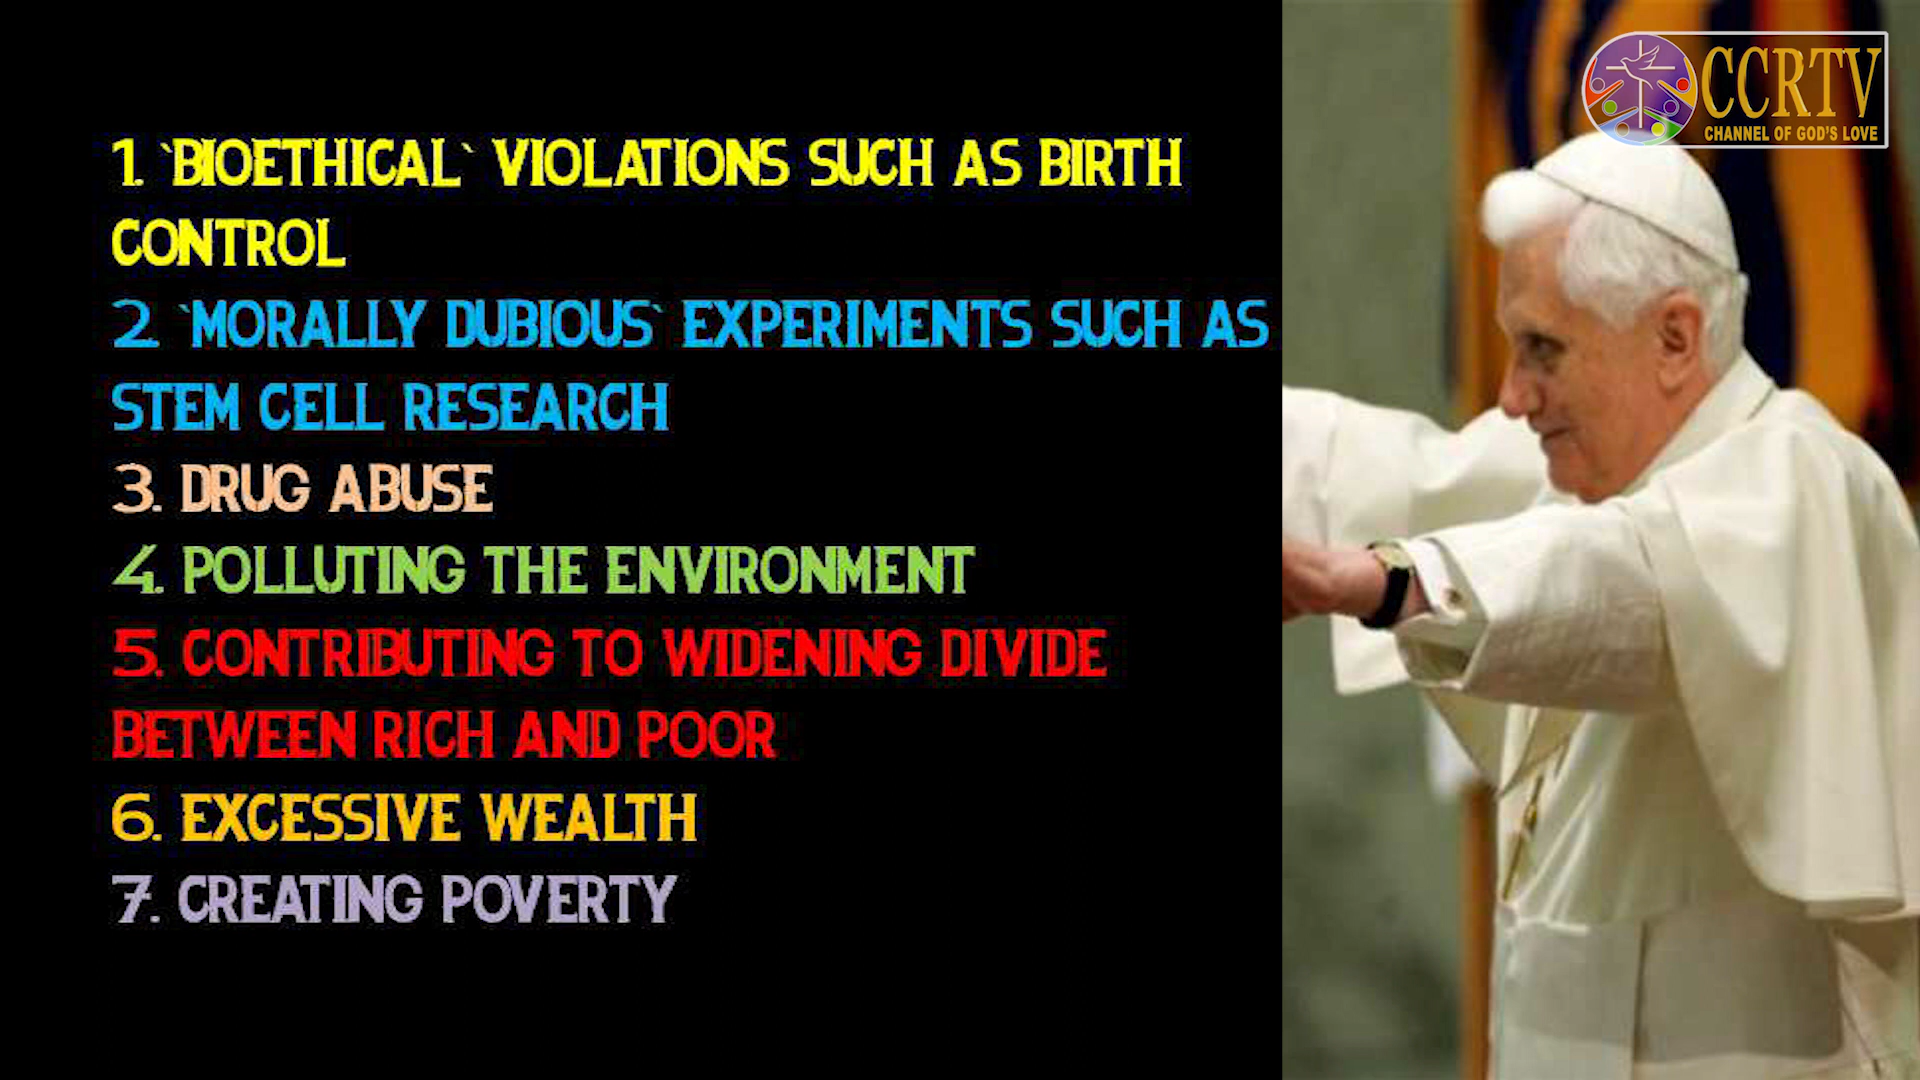 1. `BIOETHICAL` VIOLATIONS SUCH AS BIRTH
CONTROL
2. `MORALLY DUBIOUS` EXPERIMENTS SUCH AS
STEM CELL RESEARCH
3. DRUG ABUSE
4. POLLUTING THE ENVIRONMENT
5. CONTRIBUTING TO WIDENING DIVIDE
BETWEEN RICH AND POOR
6. EXCESSIVE WEALTH
7. CREATING POVERTY
CCRTV
CHANNEL OF GOD'S LOVE